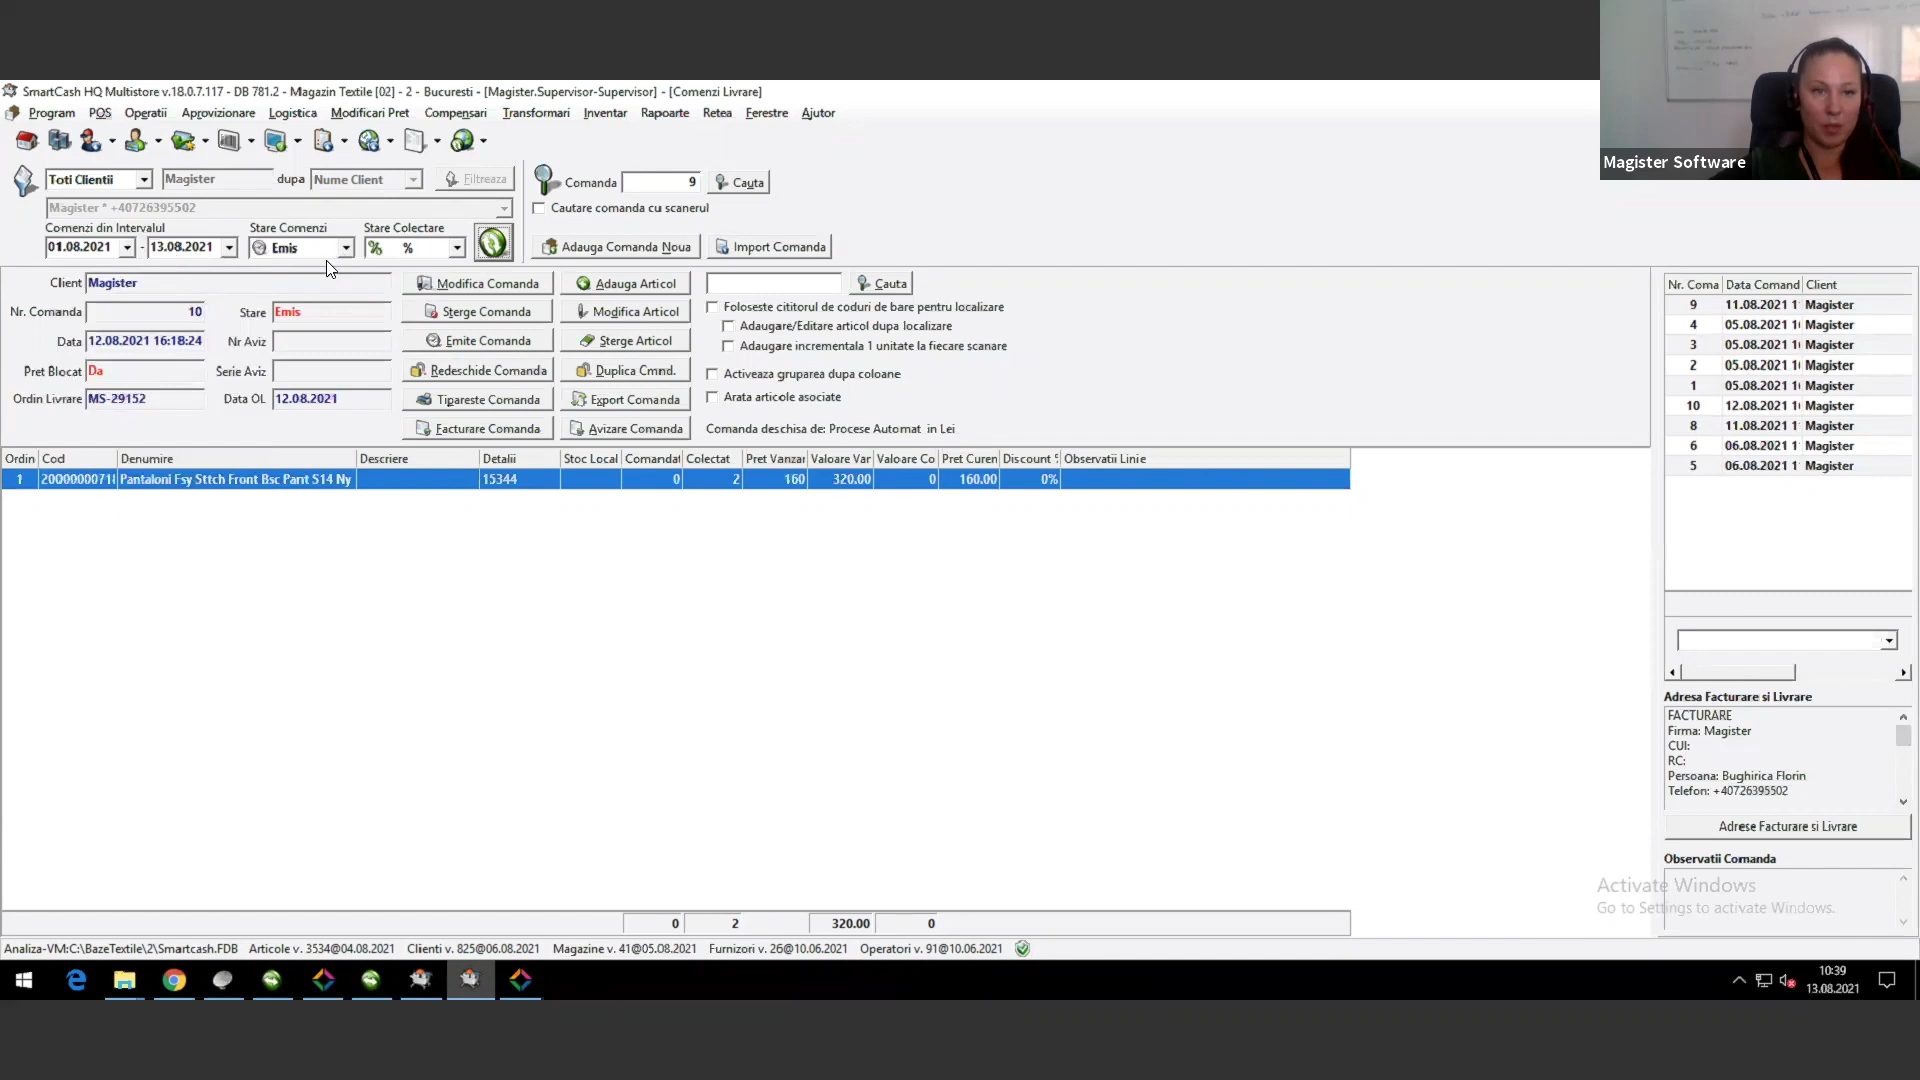 SmartCash HQ Multistore v.18.0.7.117 - DB 781.2 - Magazin Textile [02] - 2 - Bucuresti - [Magister.Supervisor-Supervisor] - [Comenzi Livrare]
Program POS Operatii Aprovizionare Logistica Modificari Pret Compensari Transformari Inventar Rapoarte Retea Ferestre Ajutor
Magister Software
Toti Clientii Magister dupa Nume Client Filtreaza
Comanda 9 Cauta
Magister * +40726395502
Cautare comanda cu scanerul
Comenzi din Intervalul Stare Comenzi Stare Colectare
01.08.2021 - 13.08.2021 Emis % %
Adauga Comanda Noua Import Comanda
Client Magister
Nr. Comanda 10 Stare Emis
Data 12.08.2021 16:18:24 Nr Aviz
Pret Blocat Da Serie Aviz
Ordin Livrare MS-29152 Data OL 12.08.2021
Modifica Comanda Adauga Articol
Sterge Comanda Modifica Articol
Emite Comanda Sterge Articol
Redeschide Comanda Duplica Cmnd.
Tipareste Comanda Export Comanda
Facturare Comanda Avizare Comanda
Cauta
Foloseste cititorul de coduri de bare pentru localizare
Adaugare/Editare articol dupa localizare
Adaugare incrementala 1 unitate la fiecare scanare
Activeaza gruparea dupa coloane
Arata articole asociate
Comanda deschisa de: Procese Automat in Lei
Ordin Cod Denumire Descriere Detalii Stoc Local Comandat Colectat Pret Vanzar Valoare Var Valoare Co Pret Curen Discount % Observatii Linie
1 2000000071 Pantaloni Fsy Sttch Front Bsc Pant S14 Ny 15344 0 2 160 320.00 0 160.00 0%
0 2 320.00 0
Nr. Coma Data Comand Client
9 11.08.2021 1 Magister
4 05.08.2021 1 Magister
3 05.08.2021 1 Magister
2 05.08.2021 1 Magister
1 05.08.2021 1 Magister
10 12.08.2021 1 Magister
8 11.08.2021 1 Magister
6 06.08.2021 1 Magister
5 06.08.2021 1 Magister
Adresa Facturare si Livrare
FACTURARE
Firma: Magister
CUI:
RC:
Persoana: Bughirica Florin
Telefon: +40726395502
Adrese Facturare si Livrare
Observatii Comanda
Activate Windows
Go to Settings to activate Windows.
Analiza-VM:C:\BazeTextile\2\Smartcash.FDB Articole v. 3534@04.08.2021 Clienti v. 825@06.08.2021 Magazine v. 41@05.08.2021 Furnizori v. 26@10.06.2021 Operatori v. 91@10.06.2021
10:39
13.08.2021